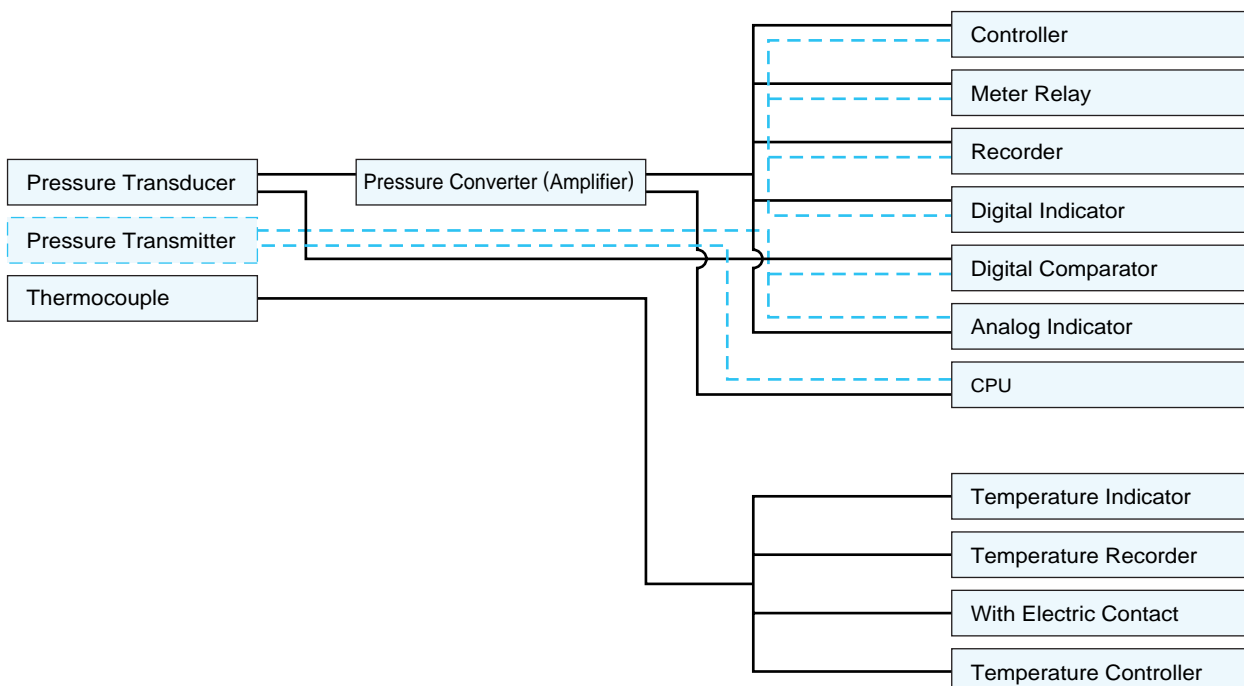 Controller
Meter Relay
Recorder
Pressure Transducer
Pressure Converter (Amplifier)
Digital Indicator
Pressure Transmitter
Digital Comparator
Thermocouple
Analog Indicator
CPU
Temperature Indicator
Temperature Recorder
With Electric Contact
Temperature Controller